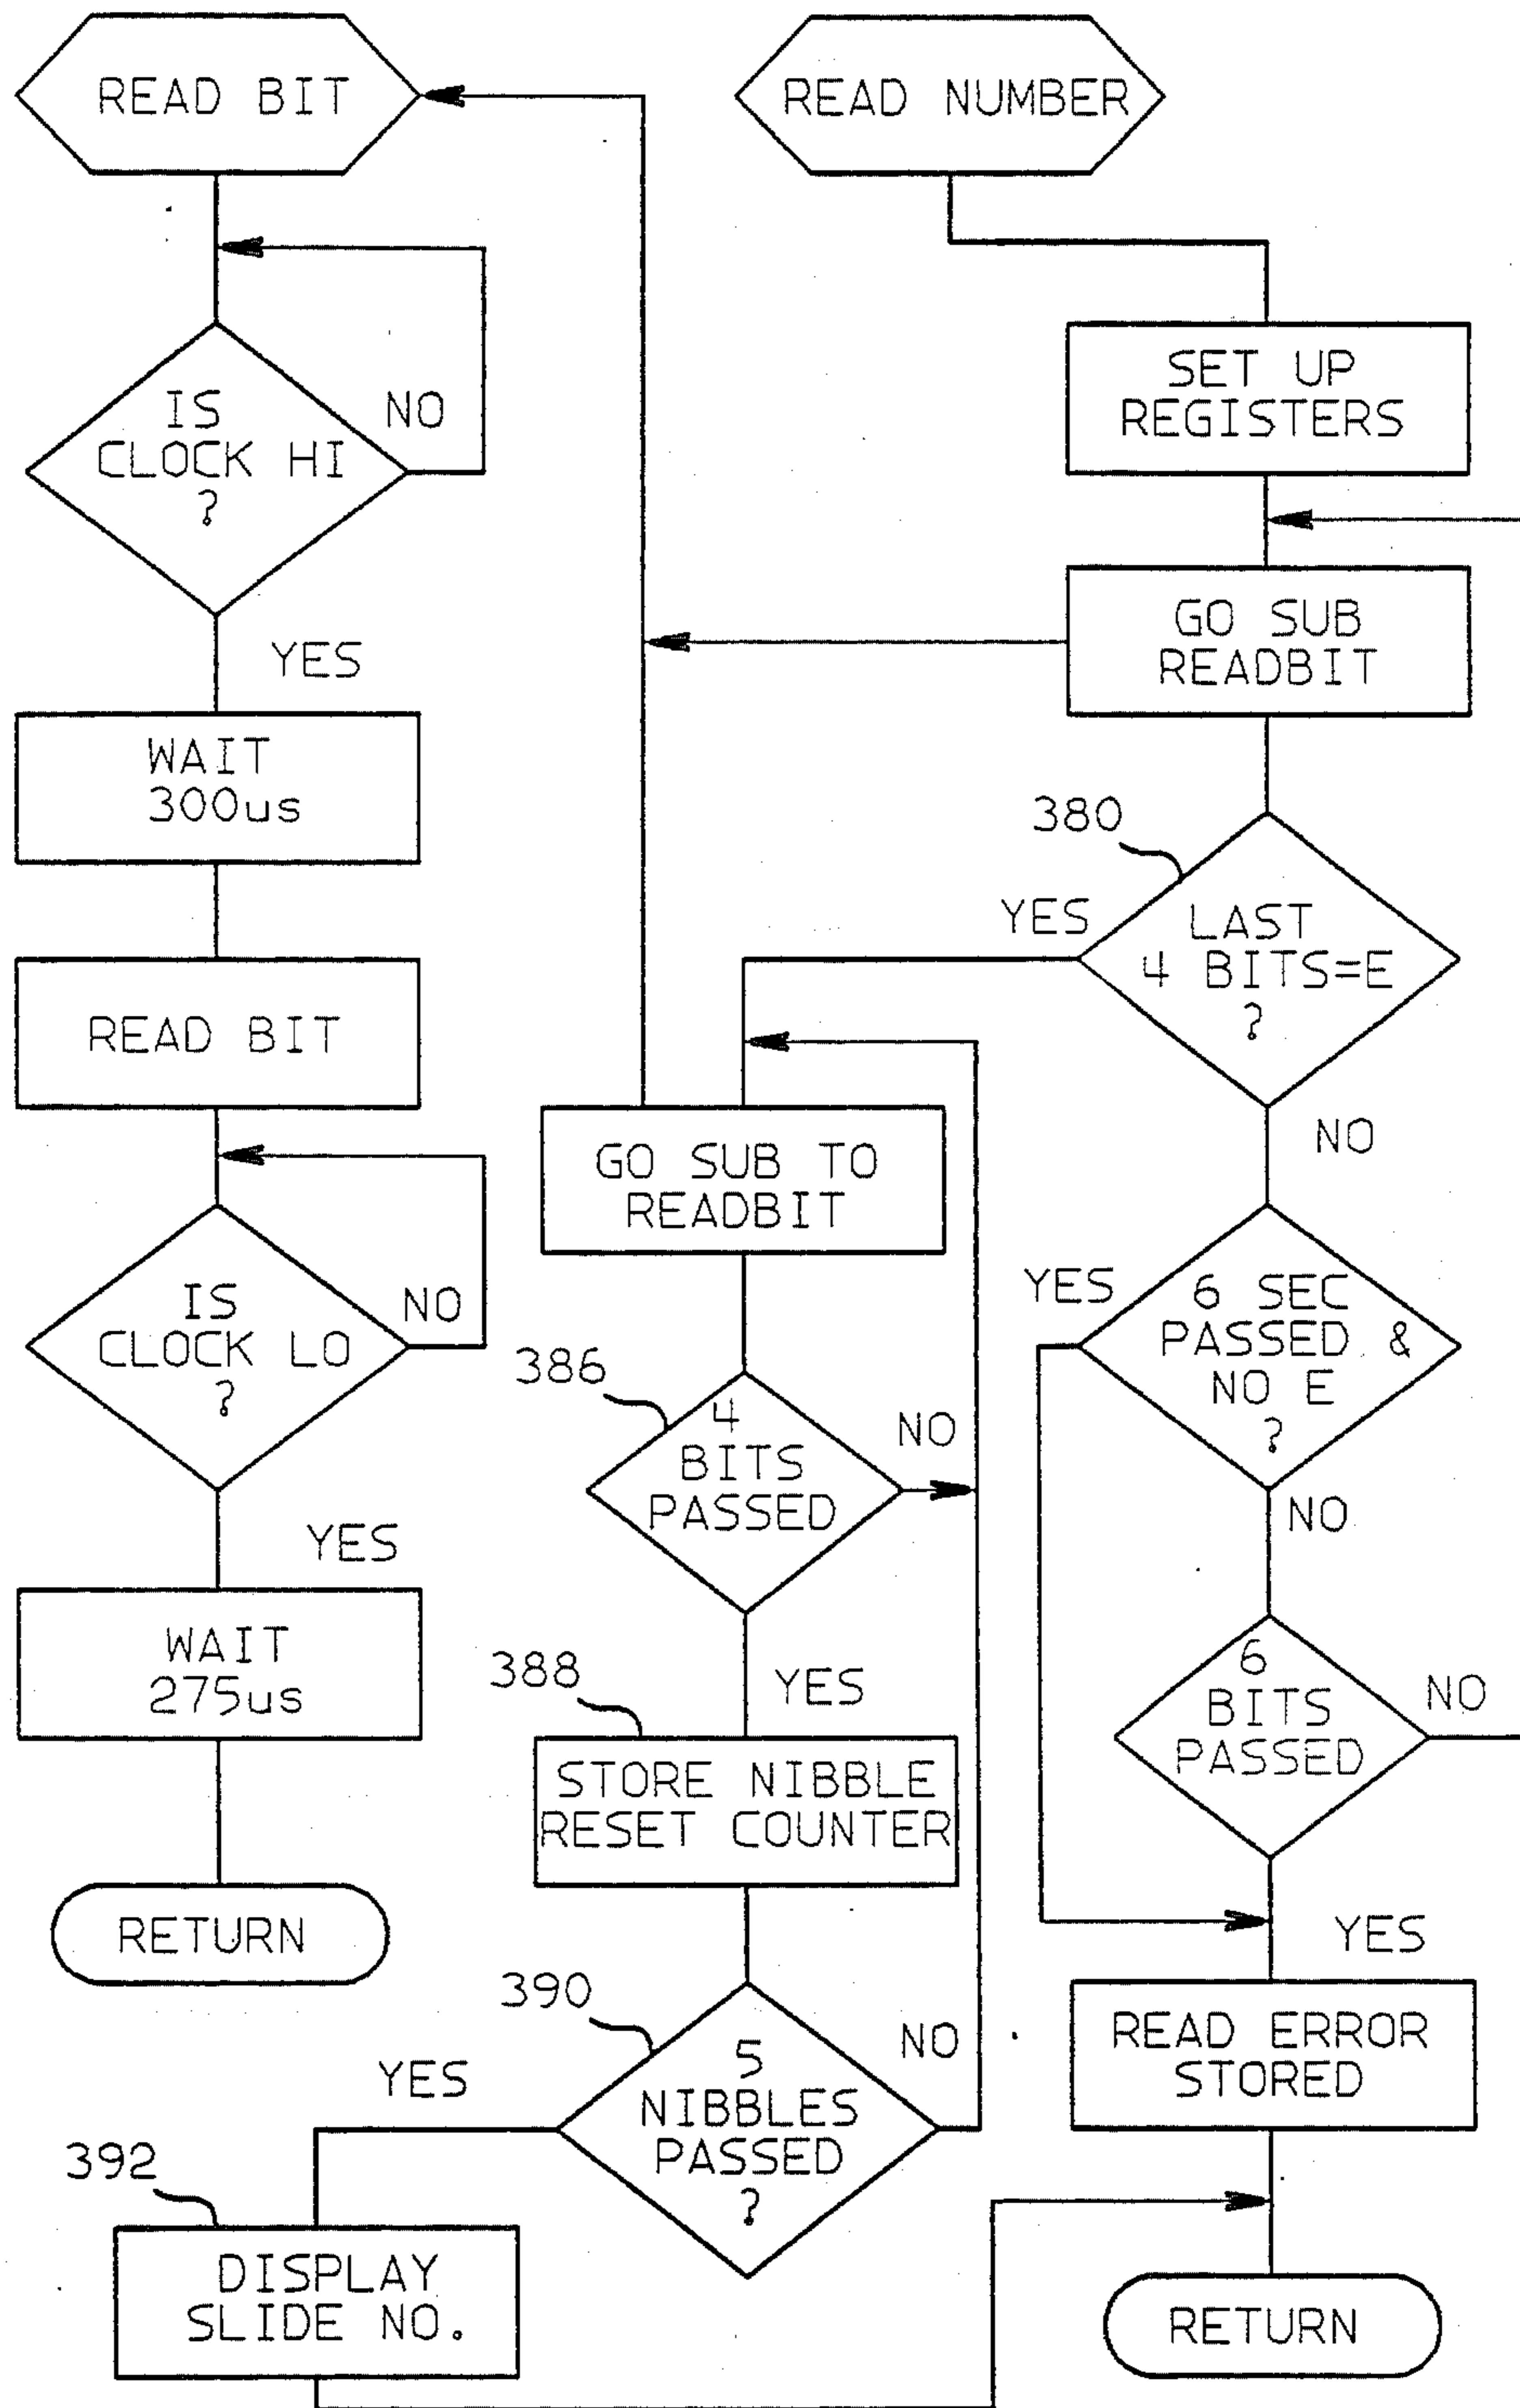 READ BIT
IS
CLOCK HI
?
NO
YES
WAIT
300us
READ BIT
IS
CLOCK LO
?
NO
YES
WAIT
275us
RETURN
READ NUMBER
SET UP
REGISTERS
GO SUB
READBIT
380
LAST
4 BITS=E
?
YES
NO
6 SEC
PASSED &
NO E
?
YES
NO
6
BITS
PASSED
NO
YES
READ ERROR
STORED
RETURN
GO SUB TO
READBIT
386
4
BITS
PASSED
NO
YES
388
STORE NIBBLE
RESET COUNTER
390
5
NIBBLES
PASSED
?
NO
YES
392
DISPLAY
SLIDE NO.